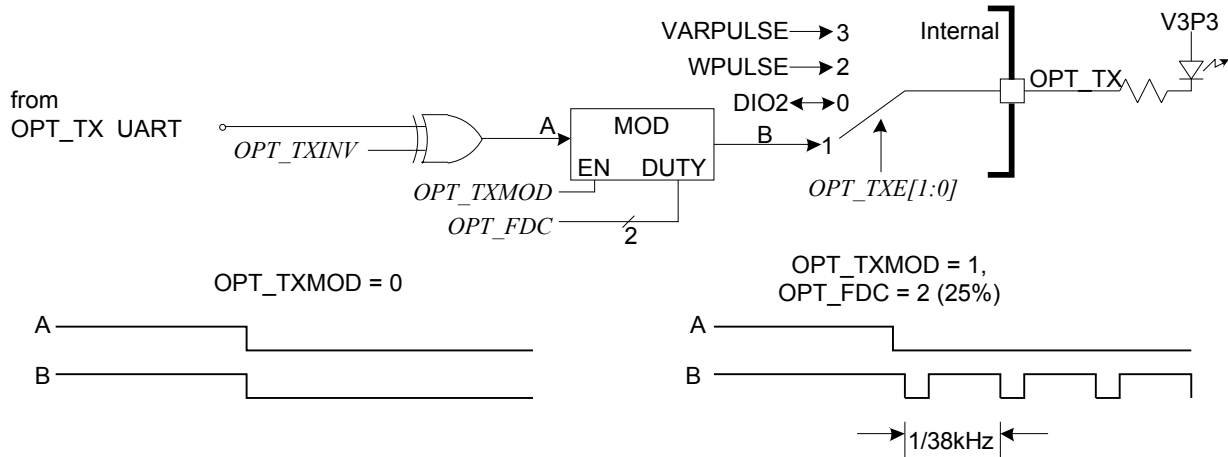 VARPULSE 3
Internal
V3P3
WPULSE 2
OPT_TX
from
OPT_TX UART
DIO2 0
A
MOD
B
1
OPT_TXINV
EN DUTY
OPT_TXMOD
OPT_TXE[1:0]
OPT_FDC
2
OPT_TXMOD = 0
OPT_TXMOD = 1,
OPT_FDC = 2 (25%)
A
B
A
B
1/38kHz